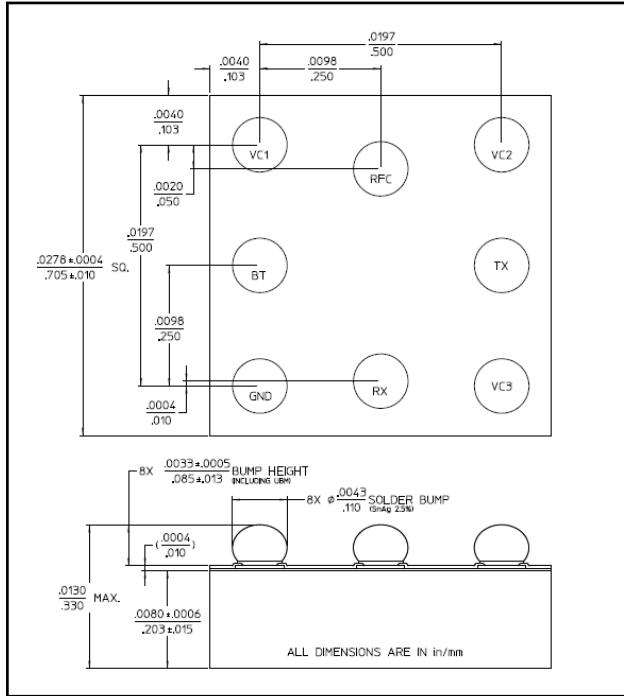 .0197
.500
.0040
.103
.0098
.250
.0040
.103
VC1
VC2
RFC
.0020
.050
.0197
.500
.0278±.0004
.705±.010
SQ.
BT
TX
.0098
.250
GND
RX
VC3
.0004
.010
8X .0033±.0005
.085±.013
BUMP HEIGHT
(INCLUDING UBM)
8X ⌀ .0043
.110
SOLDER BUMP
(SnAg 2.5%)
(.0004
.010)
.0130
.330
MAX.
.0080±.0006
.203±.015
ALL DIMENSIONS ARE IN in/mm